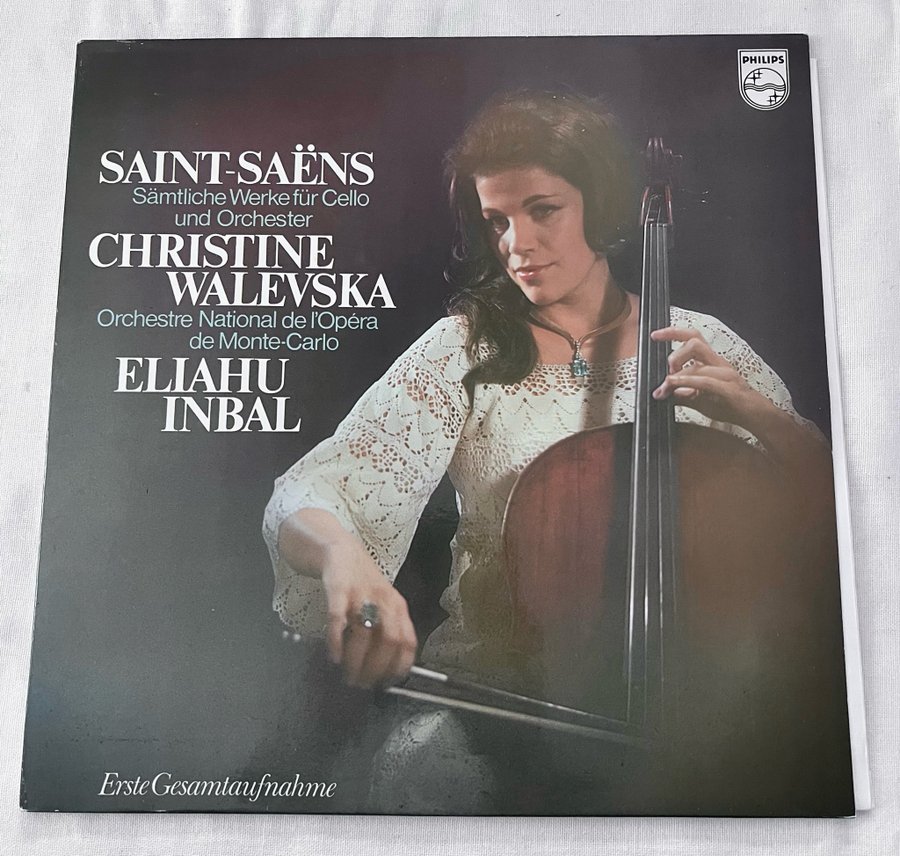 PHILIPS
SAINT-SAËNS
Sämtliche Werke für Cello
und Orchester
CHRISTINE
WALEVSKA
Orchestre National de l'Opéra
de Monte-Carlo
ELIAHU
INBAL
Erste Gesamtaufnahme